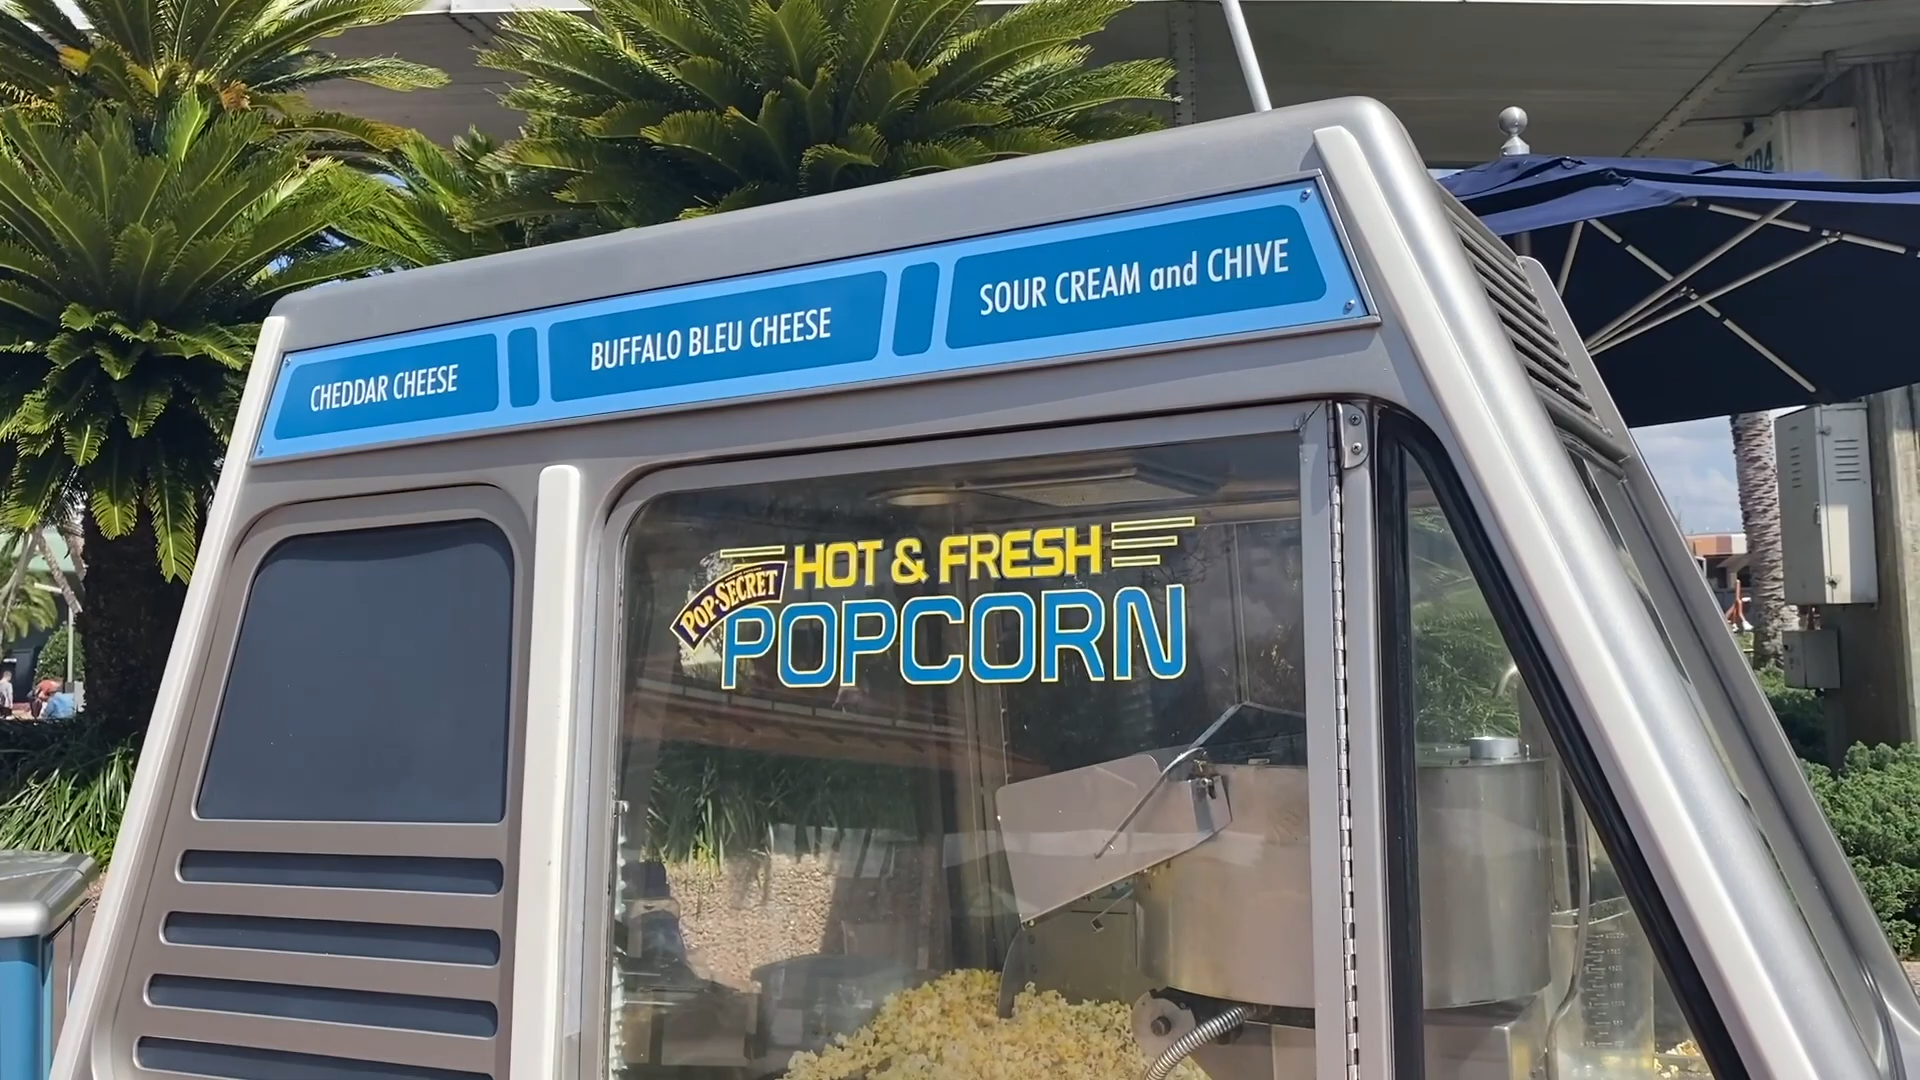 CHEDDAR CHEESE
BUFFALO BLEU CHEESE
SOUR CREAM and CHIVE
HOT & FRESH
POP·SECRET
POPCORN